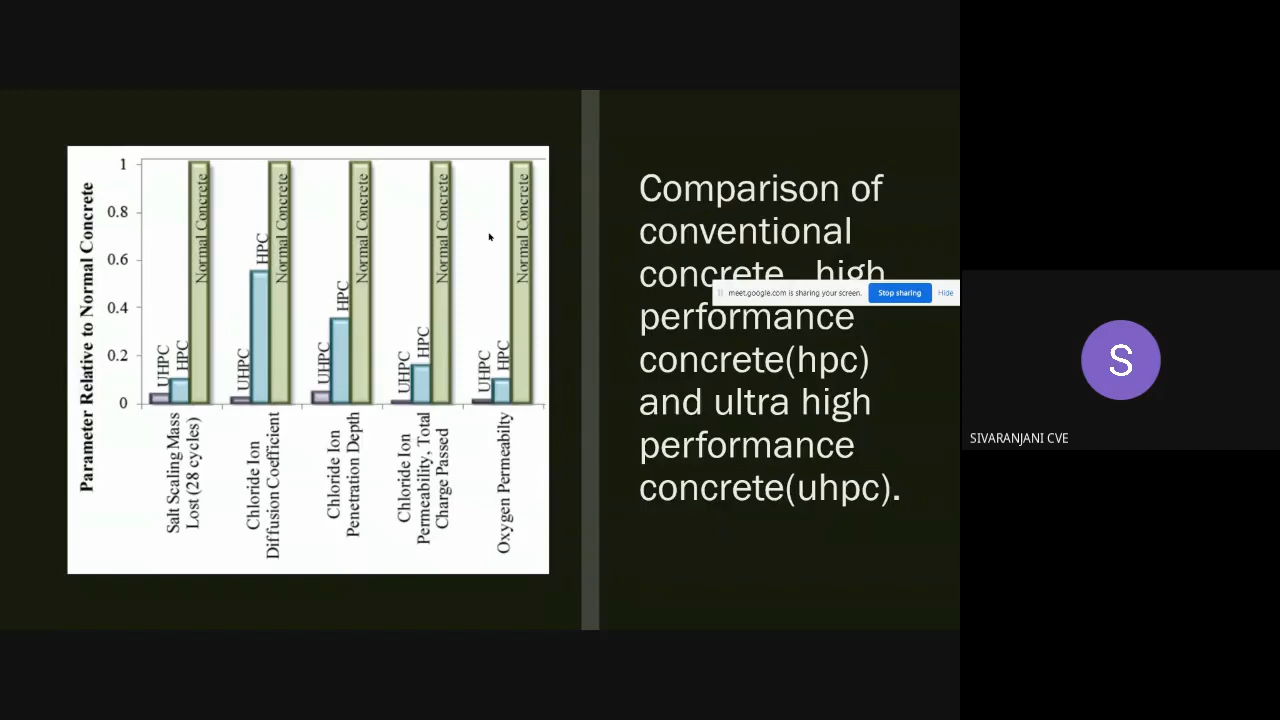 Parameter Relative to Normal Concrete
1
0.8
0.6
0.4
0.2
0
UHPC
HPC
Normal Concrete
UHPC
HPC
Normal Concrete
UHPC
HPC
Normal Concrete
UHPC
HPC
Normal Concrete
UHPC
HPC
Normal Concrete
Salt Scaling Mass
Lost (28 cycles)
Chloride Ion
Diffusion Coefficient
Chloride Ion
Penetration Depth
Chloride Ion
Permeability, Total
Charge Passed
Oxygen Permeabilty
Comparison of
conventional
concrete high
meet.google.com is sharing your screen. Stop sharing Hide
performance
concrete(hpc)
and ultra high
performance
concrete(uhpc).
S
SIVARANJANI CVE